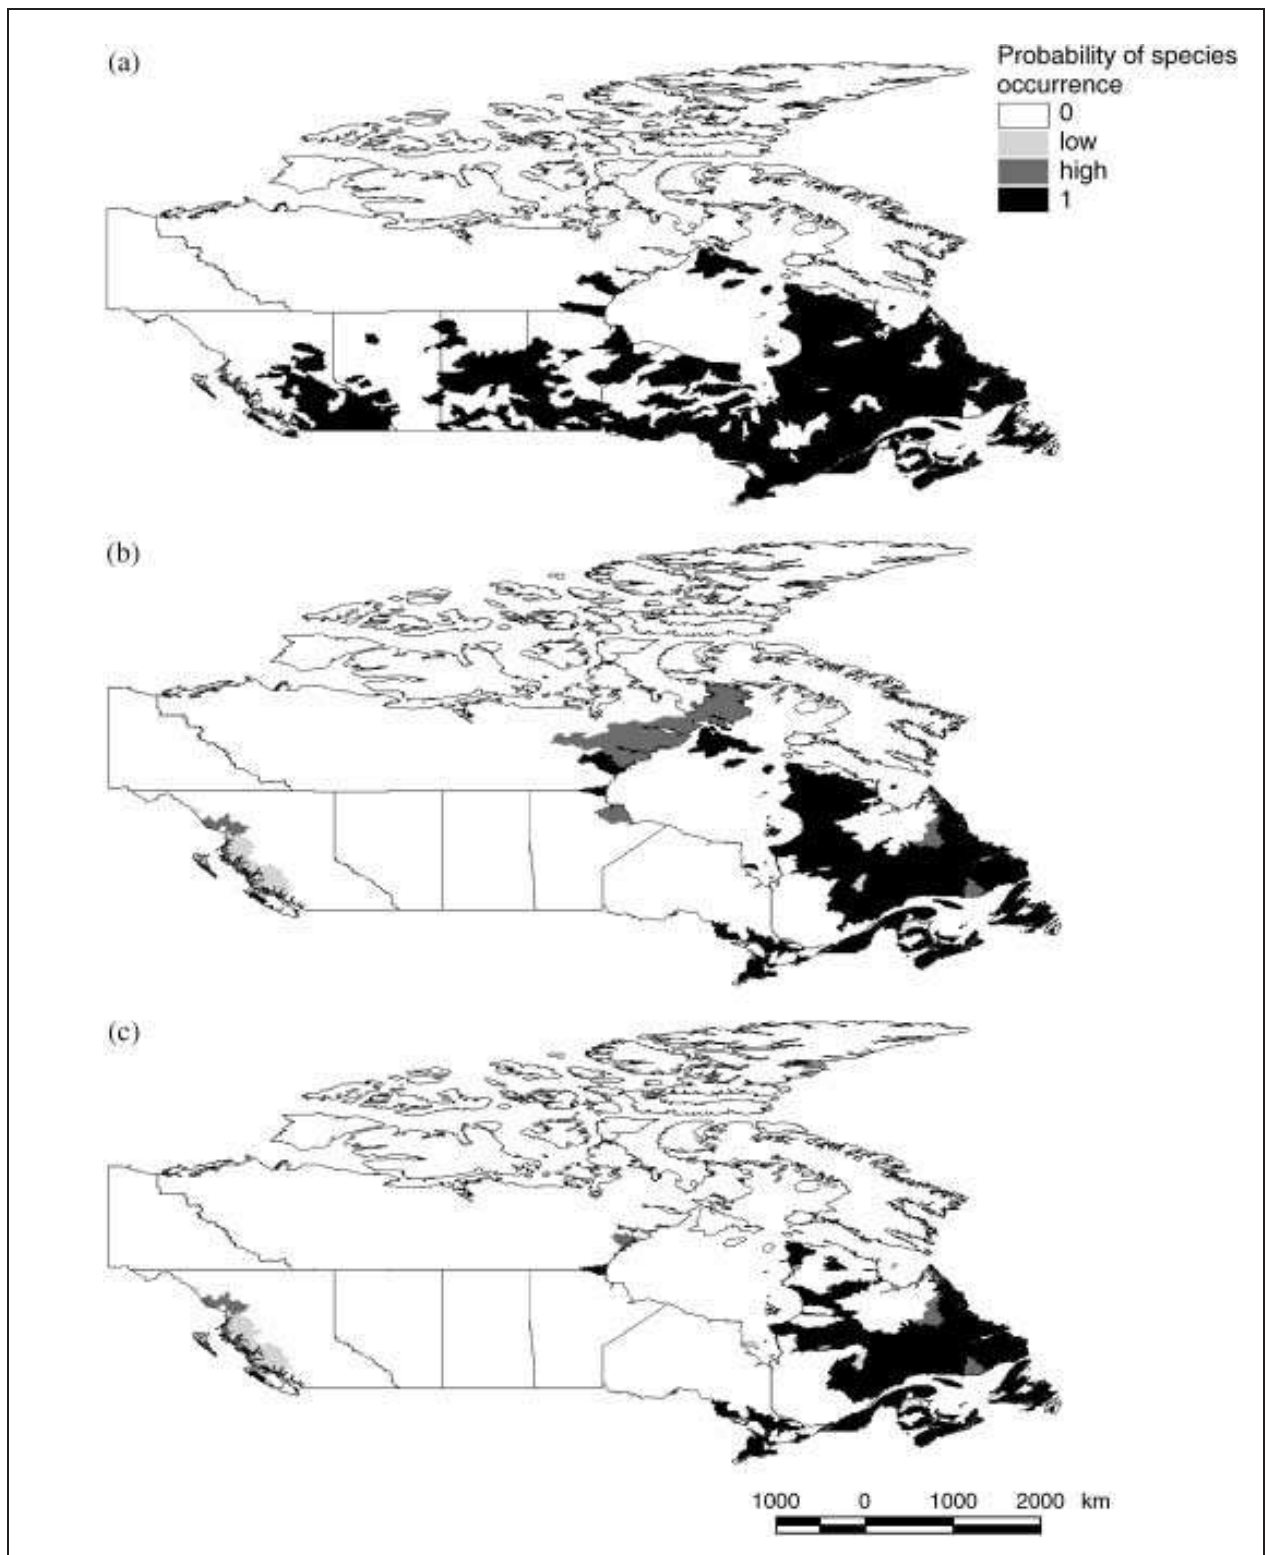 (a)
Probability of species
occurrence
0
low
high
1
(b)
(c)
1000 0 1000 2000 km